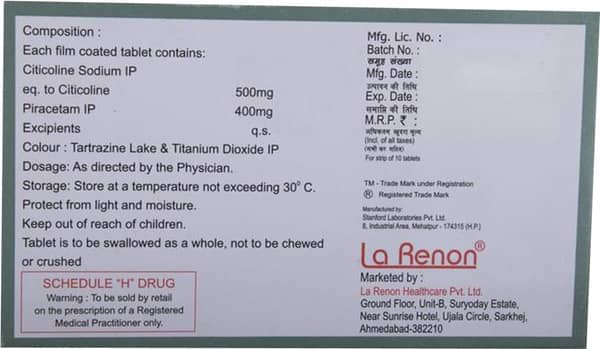 Composition :
Each film coated tablet contains:
Citicoline Sodium IP
eq. to Citicoline 500mg
Piracetam IP 400mg
Excipients q.s.
Colour : Tartrazine Lake & Titanium Dioxide IP
Dosage: As directed by the Physician.
Storage: Store at a temperature not exceeding 30⁰ C.
Protect from light and moisture.
Keep out of reach of children.
Tablet is to be swallowed as a whole, not to be chewed
or crushed
SCHEDULE "H" DRUG
Warning : To be sold by retail
on the prescription of a Registered
Medical Practitioner only.
Mfg. Lic. No. :
Batch No. :
समूह संख्या
Mfg. Date :
उत्पादन की तिथि
Exp. Date :
समाप्ति की तिथि
M.R.P. ₹ :
अधिकतम खुदरा मूल्य
(Incl. of all taxes)
(सभी कर सहित)
For strip of 10 tablets
TM - Trade Mark under Registration
® Registered Trade Mark
Manufactured by:
Stanford Laboratories Pvt. Ltd.
8, Industrial Area, Mehatpur - 174315 (H.P.)
La Renon®
Marketed by :
La Renon Healthcare Pvt. Ltd.
Ground Floor, Unit-B, Suryoday Estate,
Near Sunrise Hotel, Ujala Circle, Sarkhej,
Ahmedabad-382210